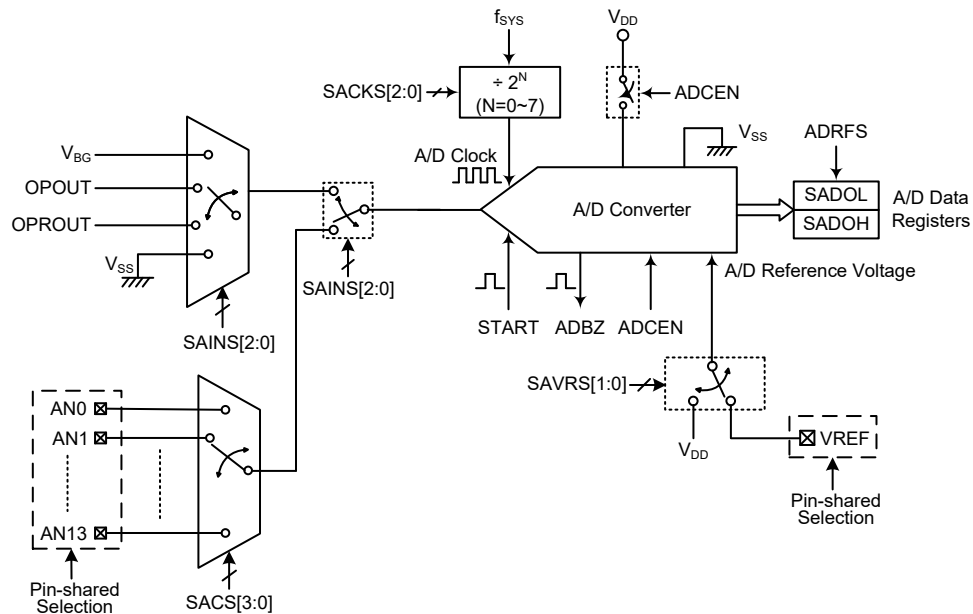 fSYS
VDD
÷ 2N
(N=0~7)
SACKS[2:0]
ADCEN
A/D Clock
VSS
ADRFS
VBG
OPOUT
OPROUT
VSS
SAINS[2:0]
SAINS[2:0]
A/D Converter
SADOL
SADOH
A/D Data
Registers
A/D Reference Voltage
START
ADBZ
ADCEN
SAVRS[1:0]
VDD
VREF
Pin-shared
Selection
AN0
AN1
AN13
Pin-shared
Selection
SACS[3:0]